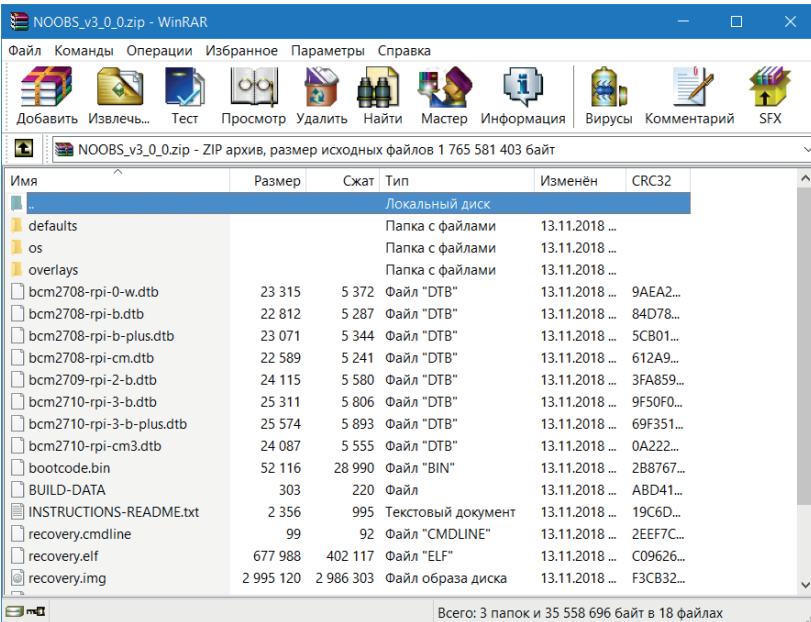 NOOBS_v3_0_0.zip - WinRAR
Файл Команды Операции Избранное Параметры Справка
Добавить Извлечь... Тест Просмотр Удалить Найти Мастер Информация Вирусы Комментарий SFX
NOOBS_v3_0_0.zip - ZIP архив, размер исходных файлов 1 765 581 403 байт
Имя Размер Сжат Тип Изменён CRC32
.. Локальный диск
defaults Папка с файлами 13.11.2018 ...
os Папка с файлами 13.11.2018 ...
overlays Папка с файлами 13.11.2018 ...
bcm2708-rpi-0-w.dtb 23 315 5 372 Файл "DTB" 13.11.2018 ... 9AEA2...
bcm2708-rpi-b.dtb 22 812 5 287 Файл "DTB" 13.11.2018 ... 84D78...
bcm2708-rpi-b-plus.dtb 23 071 5 344 Файл "DTB" 13.11.2018 ... 5CB01...
bcm2708-rpi-cm.dtb 22 589 5 241 Файл "DTB" 13.11.2018 ... 612A9...
bcm2709-rpi-2-b.dtb 24 115 5 580 Файл "DTB" 13.11.2018 ... 3FA859...
bcm2710-rpi-3-b.dtb 25 311 5 806 Файл "DTB" 13.11.2018 ... 9F50F0...
bcm2710-rpi-3-b-plus.dtb 25 574 5 893 Файл "DTB" 13.11.2018 ... 69F351...
bcm2710-rpi-cm3.dtb 24 087 5 555 Файл "DTB" 13.11.2018 ... 0A222...
bootcode.bin 52 116 28 990 Файл "BIN" 13.11.2018 ... 2B8767...
BUILD-DATA 303 220 Файл 13.11.2018 ... ABD41...
INSTRUCTIONS-README.txt 2 356 995 Текстовый документ 13.11.2018 ... 19C6D...
recovery.cmdline 99 92 Файл "CMDLINE" 13.11.2018 ... 2EEF7C...
recovery.elf 677 988 402 117 Файл "ELF" 13.11.2018 ... C09626...
recovery.img 2 995 120 2 986 303 Файл образа диска 13.11.2018 ... F3CB32...
Всего: 3 папок и 35 558 696 байт в 18 файлах